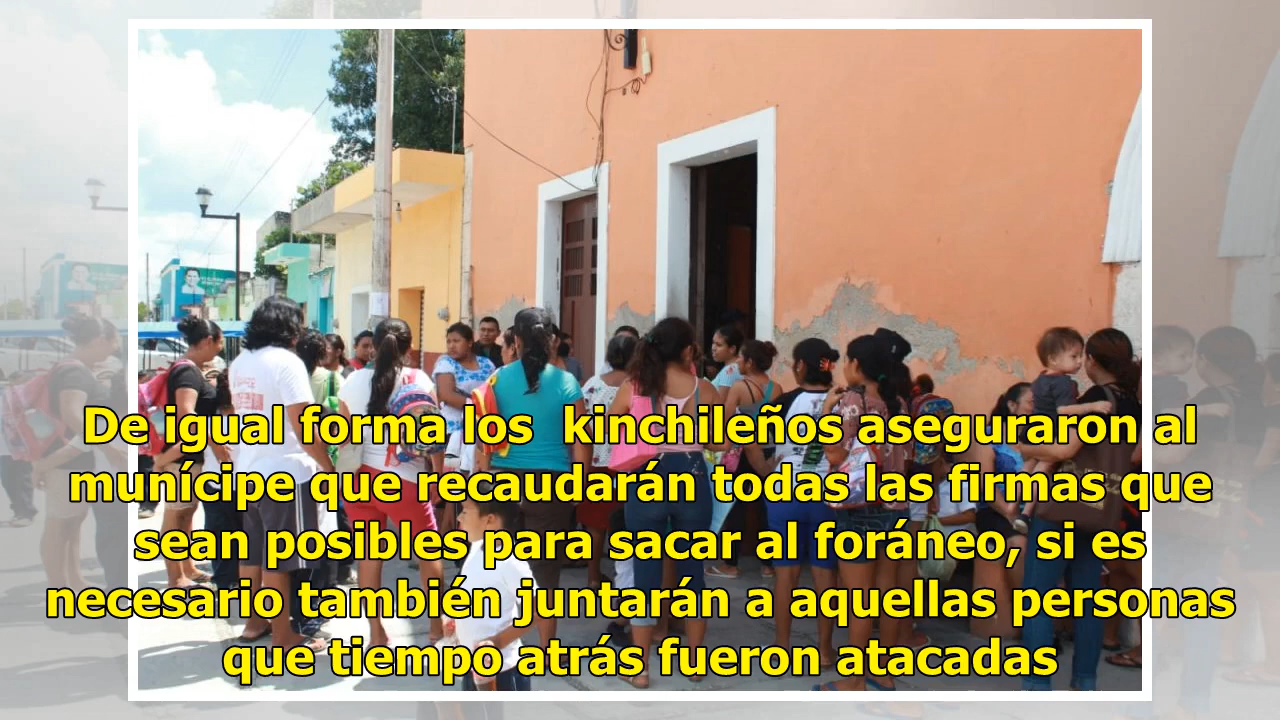 De igual forma los  kinchileños aseguraron al
munícipe que recaudarán todas las firmas que
sean posibles para sacar al foráneo, si es
necesario también juntarán a aquellas personas
que tiempo atrás fueron atacadas